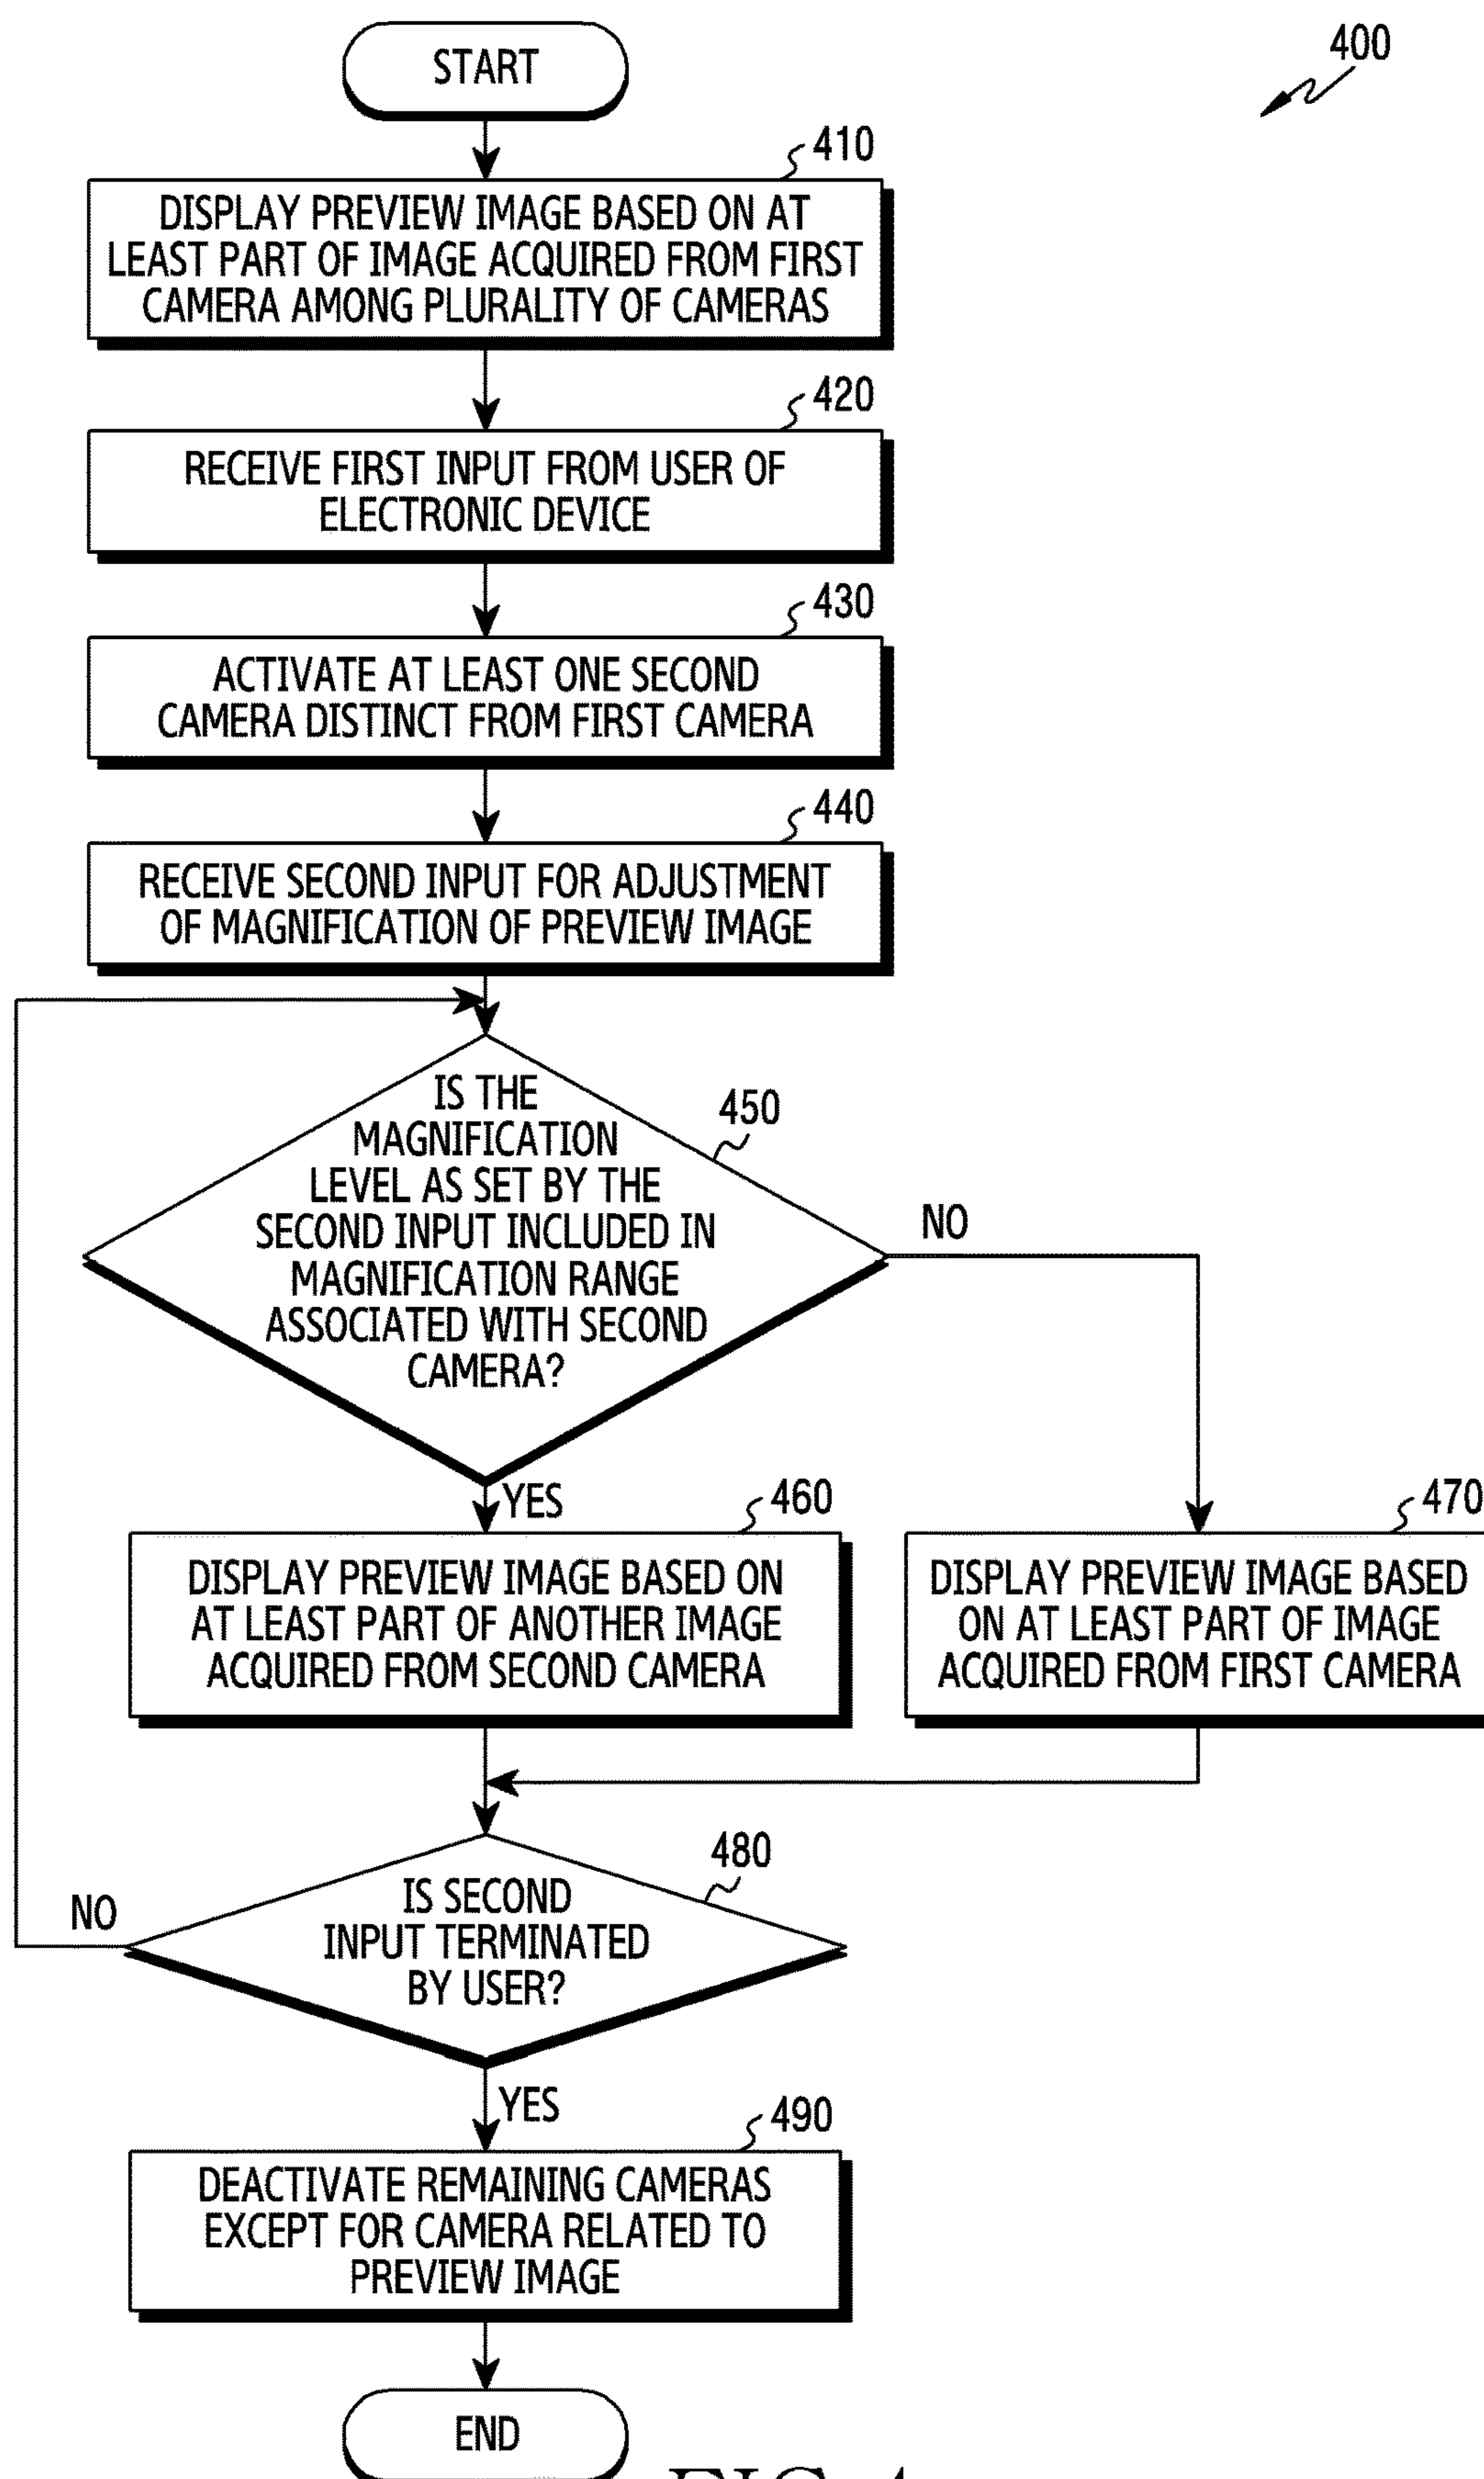 START
400
410
DISPLAY PREVIEW IMAGE BASED ON AT
LEAST PART OF IMAGE ACQUIRED FROM FIRST
CAMERA AMONG PLURALITY OF CAMERAS
420
RECEIVE FIRST INPUT FROM USER OF
ELECTRONIC DEVICE
430
ACTIVATE AT LEAST ONE SECOND
CAMERA DISTINCT FROM FIRST CAMERA
440
RECEIVE SECOND INPUT FOR ADJUSTMENT
OF MAGNIFICATION OF PREVIEW IMAGE
450
IS THE
MAGNIFICATION
LEVEL AS SET BY THE
SECOND INPUT INCLUDED IN
MAGNIFICATION RANGE
ASSOCIATED WITH SECOND
CAMERA?
NO
YES
460
DISPLAY PREVIEW IMAGE BASED ON
AT LEAST PART OF ANOTHER IMAGE
ACQUIRED FROM SECOND CAMERA
470
DISPLAY PREVIEW IMAGE BASED
ON AT LEAST PART OF IMAGE
ACQUIRED FROM FIRST CAMERA
480
IS SECOND
INPUT TERMINATED
BY USER?
NO
YES
490
DEACTIVATE REMAINING CAMERAS
EXCEPT FOR CAMERA RELATED TO
PREVIEW IMAGE
END